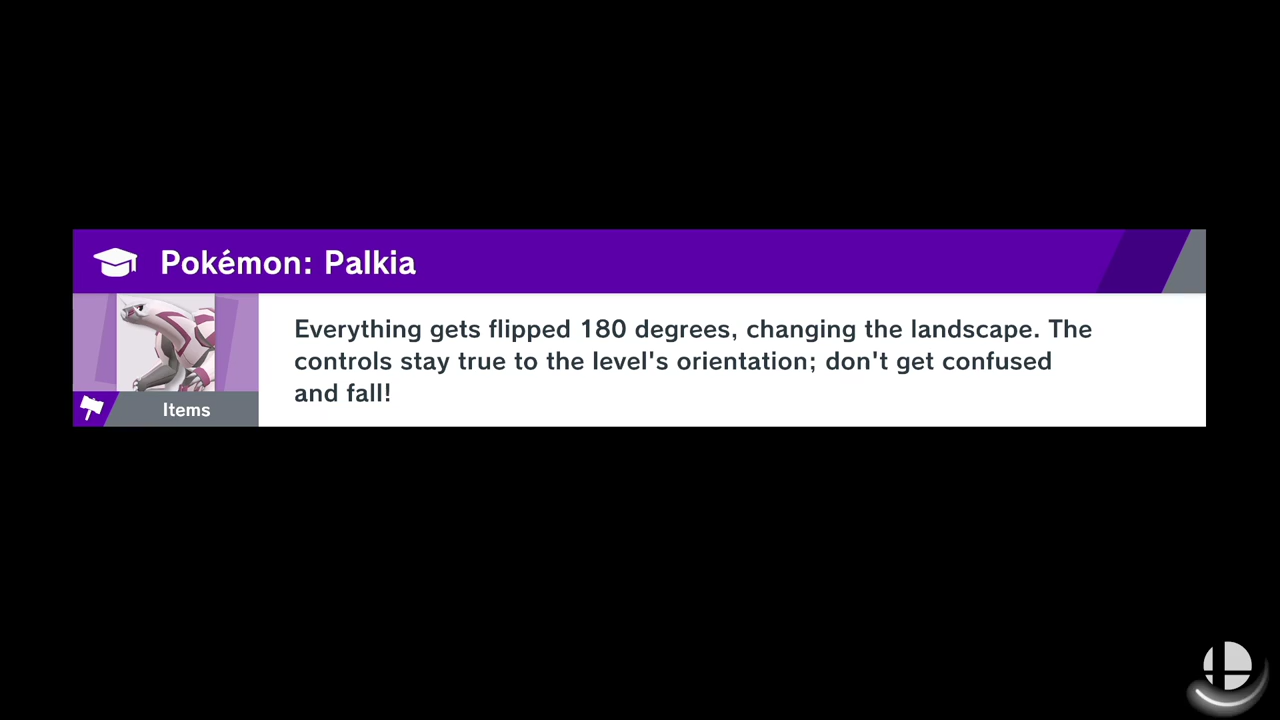 Pokémon: Palkia
Everything gets flipped 180 degrees, changing the landscape. The
controls stay true to the level's orientation; don't get confused
and fall!
Items